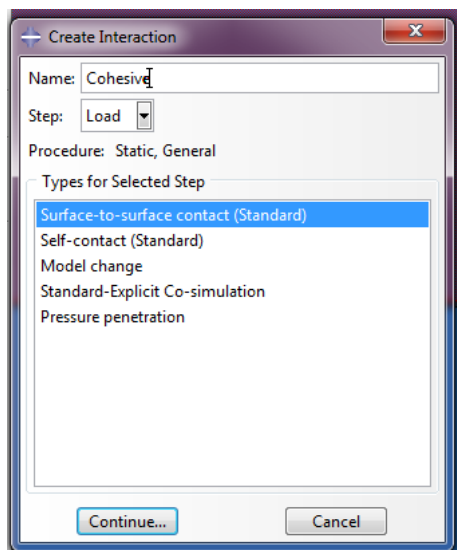 Create Interaction
Name: Cohesive
Step: Load
Procedure: Static, General
Types for Selected Step
Surface-to-surface contact (Standard)
Self-contact (Standard)
Model change
Standard-Explicit Co-simulation
Pressure penetration
Continue... Cancel